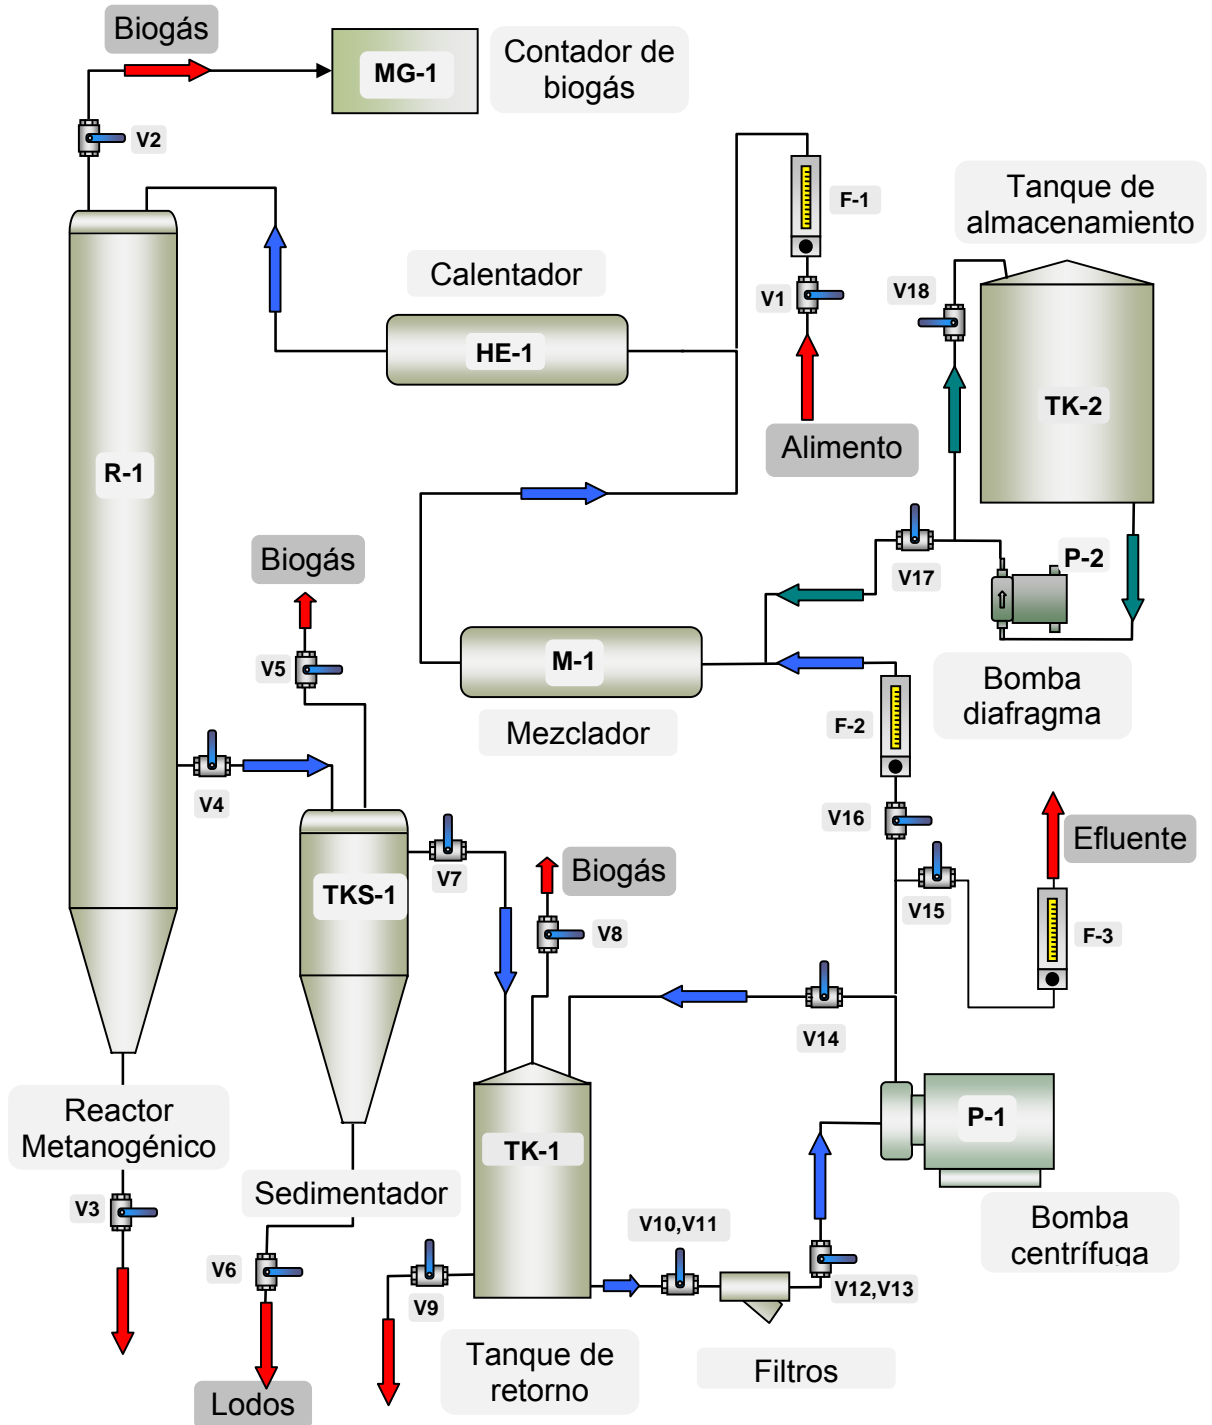 Biogás
MG-1
Contador de
biogás
V2
F-1
Tanque de
almacenamiento
Calentador
V1
V18
HE-1
TK-2
Alimento
R-1
Biogás
V17
P-2
V5
M-1
Bomba
diafragma
Mezclador
F-2
V4
V16
Efluente
V7
Biogás
TKS-1
V15
V8
F-3
V14
Reactor
Metanogénico
P-1
TK-1
Sedimentador
V3
V10,V11
Bomba
centrífuga
V6
V9
V12,V13
Tanque de
retorno
Filtros
Lodos